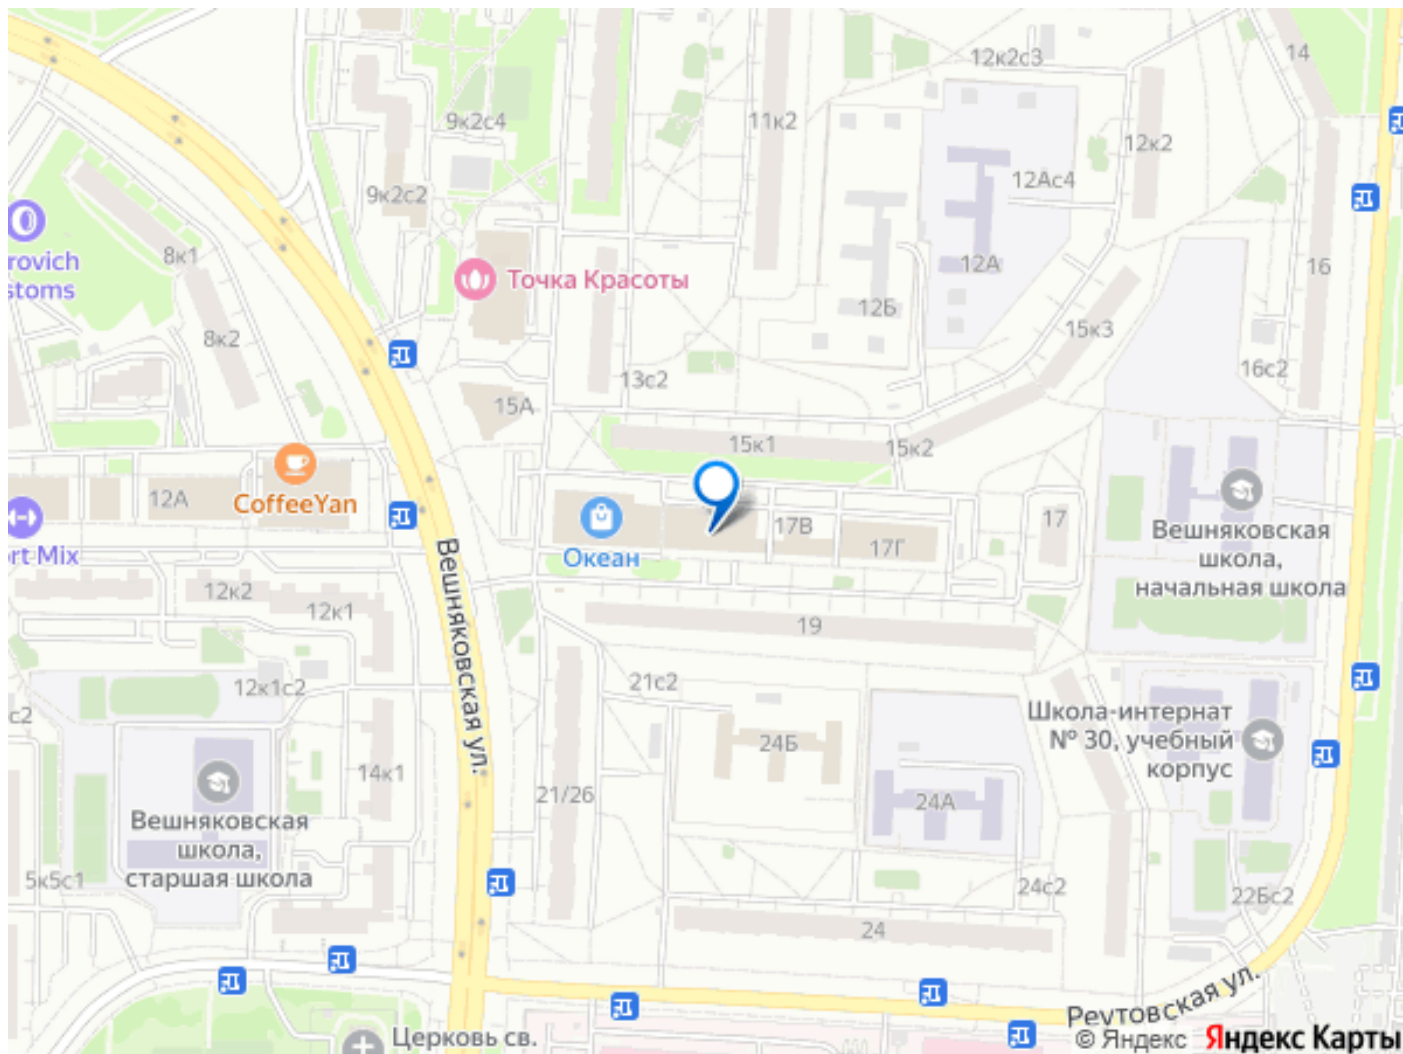 14
12к2с3
9к2с4
11к2
12к2
12Ас4
9к2с2
8к1
rovich
stoms
Точка Красоты
12А
16
12Б
8к2
15к3
13с2
16с2
15А
15к1
15к2
12А
CoffeeYan
17В
17
rt Mix
Океан
17Г
Вешняковская
школа,
начальная школа
Вешняковская ул.
12к2
12к1
19
12к1с2
21с2
с2
24Б
Школа-интернат
№ 30, учебный
корпус
14к1
21/26
24А
Вешняковская
школа,
старшая школа
5к5с1
24с2
22Бс2
24
Реутовская ул.
Церковь св.
© Яндекс Яндекс Карты